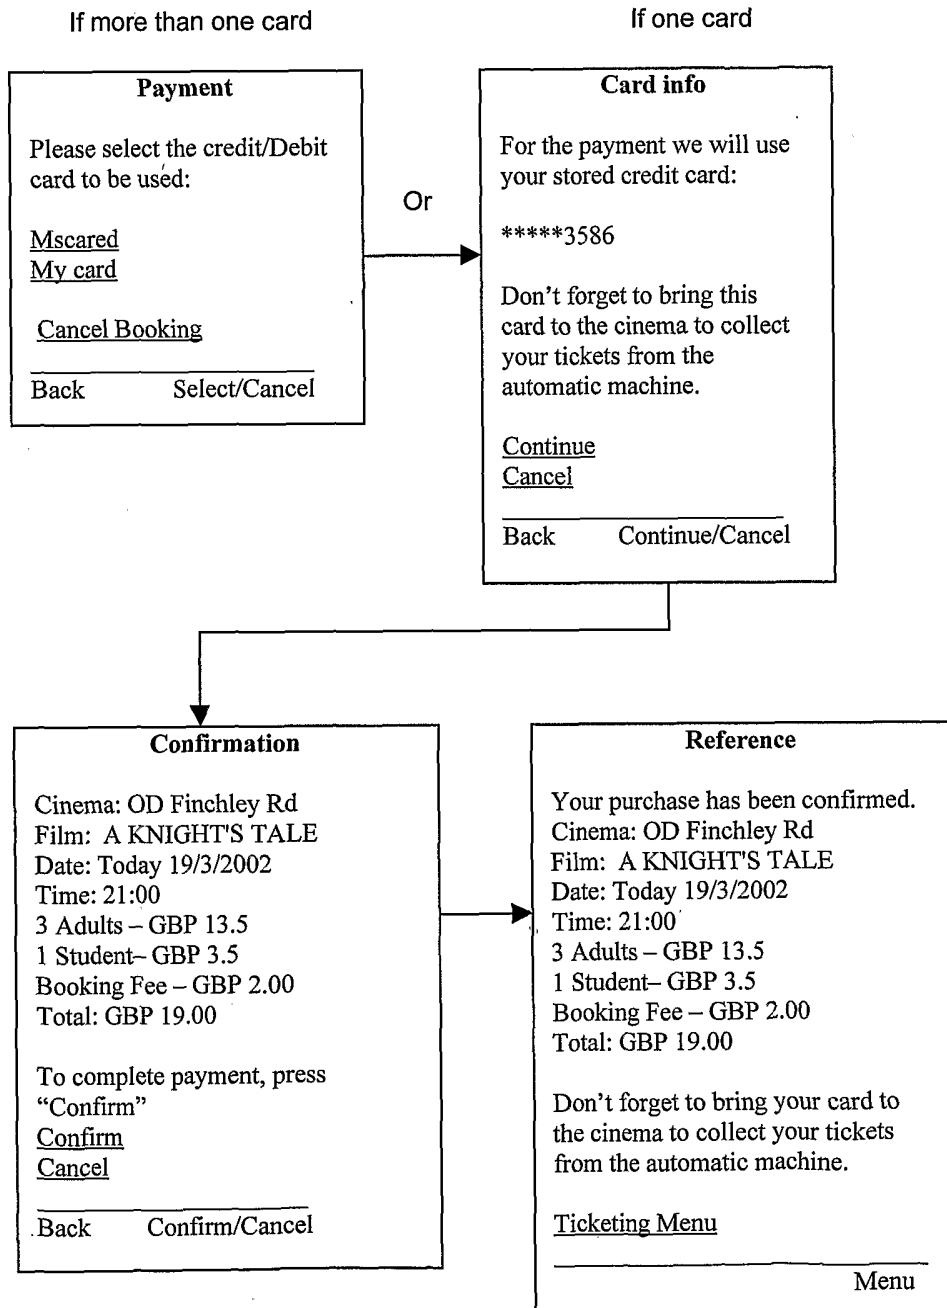 If more than one card
If one card
Payment
Please select the credit/Debit
card to be used:
Mscared
My card
Cancel Booking
Back Select/Cancel
Or
Card info
For the payment we will use
your stored credit card:
*****3586
Don't forget to bring this
card to the cinema to collect
your tickets from the
automatic machine.
Continue
Cancel
Back Continue/Cancel
Confirmation
Cinema: OD Finchley Rd
Film: A KNIGHT'S TALE
Date: Today 19/3/2002
Time: 21:00
3 Adults – GBP 13.5
1 Student– GBP 3.5
Booking Fee – GBP 2.00
Total: GBP 19.00
To complete payment, press
“Confirm”
Confirm
Cancel
Back Confirm/Cancel
Reference
Your purchase has been confirmed.
Cinema: OD Finchley Rd
Film: A KNIGHT'S TALE
Date: Today 19/3/2002
Time: 21:00
3 Adults – GBP 13.5
1 Student– GBP 3.5
Booking Fee – GBP 2.00
Total: GBP 19.00
Don't forget to bring your card to
the cinema to collect your tickets
from the automatic machine.
Ticketing Menu
Menu